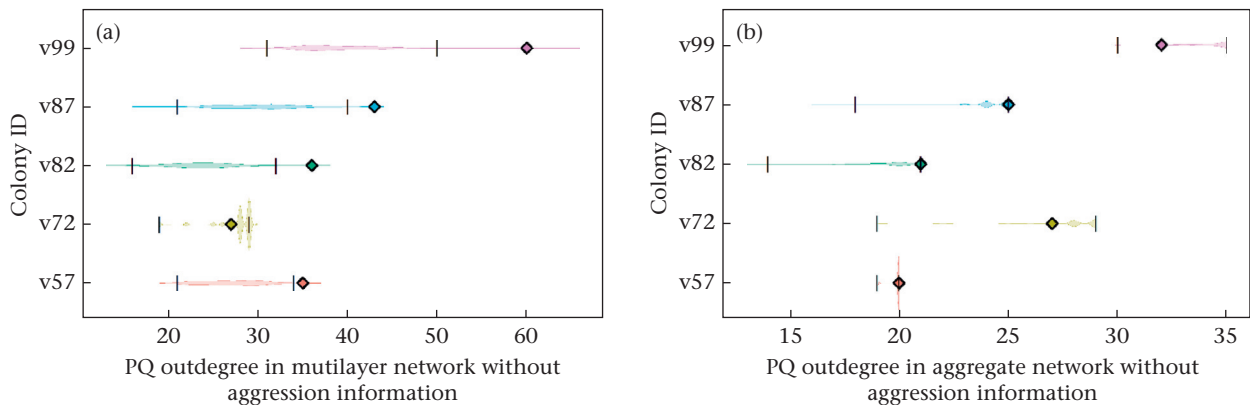 (a)
Colony ID
v99
v87
v82
v72
v57
20 30 40 50 60
PQ outdegree in mutilayer network without
aggression information
(b)
Colony ID
v99
v87
v82
v72
v57
15 20 25 30 35
PQ outdegree in aggregate network without
aggression information